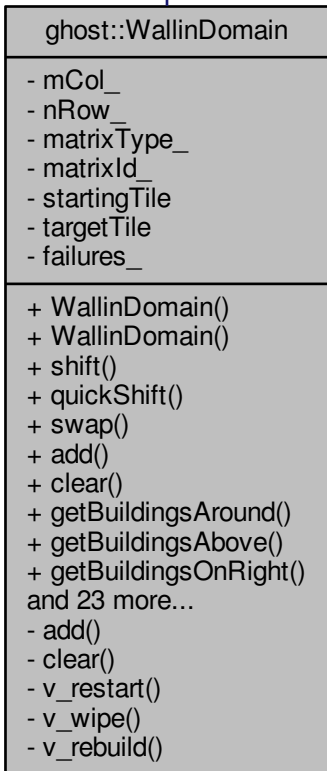 ghost::WallinDomain
- mCol_
- nRow_
- matrixType_
- matrixId_
- startingTile
- targetTile
- failures_
+ WallinDomain()
+ WallinDomain()
+ shift()
+ quickShift()
+ swap()
+ add()
+ clear()
+ getBuildingsAround()
+ getBuildingsAbove()
+ getBuildingsOnRight()
and 23 more...
- add()
- clear()
- v_restart()
- v_wipe()
- v_rebuild()